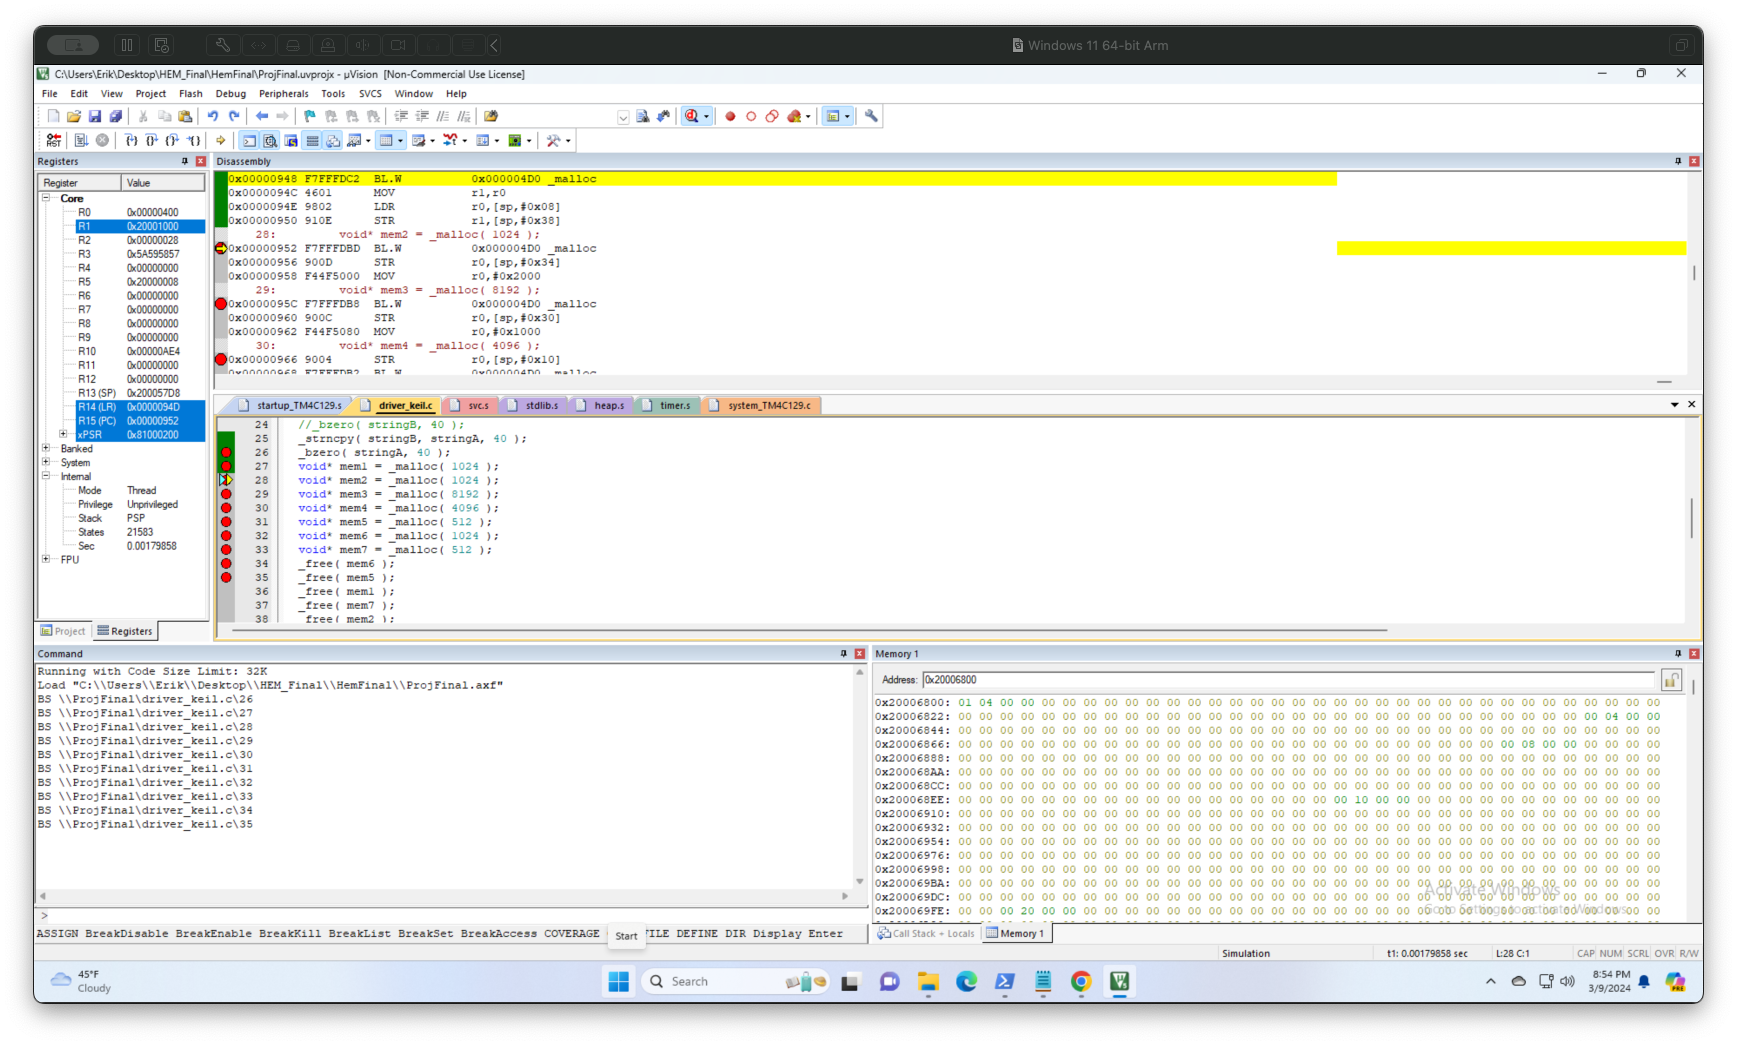 Windows 11 64-bit Arm
C:\Users\Erik\Desktop\HEM_Final\HemFinal\ProjFinal.uvprojx - µVision [Non-Commercial Use License]
File Edit View Project Flash Debug Peripherals Tools SVCS Window Help
Registers
Register Value
Core
R0 0x00000400
R1 0x20001000
R2 0x00000028
R3 0x5A595857
R4 0x00000000
R5 0x20000008
R6 0x00000000
R7 0x00000000
R8 0x00000000
R9 0x00000000
R10 0x00000AE4
R11 0x00000000
R12 0x00000000
R13 (SP) 0x200057D8
R14 (LR) 0x0000094D
R15 (PC) 0x00000952
xPSR 0x81000200
Banked
System
Internal
Mode Thread
Privilege Unprivileged
Stack PSP
States 21583
Sec 0.00179858
FPU
Project Registers
Disassembly
0x00000948 F7FFFDC2 BL.W 0x000004D0 _malloc
0x0000094C 4601 MOV r1,r0
0x0000094E 9802 LDR r0,[sp,#0x08]
0x00000950 910E STR r1,[sp,#0x38]
28: void* mem2 = _malloc( 1024 );
0x00000952 F7FFFDBD BL.W 0x000004D0 _malloc
0x00000956 900D STR r0,[sp,#0x34]
0x00000958 F44F5000 MOV r0,#0x2000
29: void* mem3 = _malloc( 8192 );
0x0000095C F7FFFDB8 BL.W 0x000004D0 _malloc
0x00000960 900C STR r0,[sp,#0x30]
0x00000962 F44F5080 MOV r0,#0x1000
30: void* mem4 = _malloc( 4096 );
0x00000966 9004 STR r0,[sp,#0x10]
0x00000968 F7FFFDB2 BL.W 0x000004D0 _malloc
startup_TM4C129.s driver_keil.c svc.s stdlib.s heap.s timer.s system_TM4C129.c
24 //_bzero( stringB, 40 );
25 _strncpy( stringB, stringA, 40 );
26 _bzero( stringA, 40 );
27 void* mem1 = _malloc( 1024 );
28 void* mem2 = _malloc( 1024 );
29 void* mem3 = _malloc( 8192 );
30 void* mem4 = _malloc( 4096 );
31 void* mem5 = _malloc( 512 );
32 void* mem6 = _malloc( 1024 );
33 void* mem7 = _malloc( 512 );
34 _free( mem6 );
35 _free( mem5 );
36 _free( mem1 );
37 _free( mem7 );
38 _free( mem2 );
Command
Running with Code Size Limit: 32K
Load "C:\\Users\\Erik\\Desktop\\HEM_Final\\HemFinal\\ProjFinal.axf"
BS \\ProjFinal\driver_keil.c\26
BS \\ProjFinal\driver_keil.c\27
BS \\ProjFinal\driver_keil.c\28
BS \\ProjFinal\driver_keil.c\29
BS \\ProjFinal\driver_keil.c\30
BS \\ProjFinal\driver_keil.c\31
BS \\ProjFinal\driver_keil.c\32
BS \\ProjFinal\driver_keil.c\33
BS \\ProjFinal\driver_keil.c\34
BS \\ProjFinal\driver_keil.c\35
>
ASSIGN BreakDisable BreakEnable BreakKill BreakList BreakSet BreakAccess COVERAGE DEFINE DIR Display Enter
Start
Memory 1
Address: 0x20006800
0x20006800: 01 04 00 00 00 00 00 00 00 00 00 00 00 00 00 00 00 00 00 00 00 00 00 00 00 00 00 00 00 00 00 00 00 00
0x20006822: 00 00 00 00 00 00 00 00 00 00 00 00 00 00 00 00 00 00 00 00 00 00 00 00 00 00 00 00 00 00 00 04 00 00
0x20006844: 00 00 00 00 00 00 00 00 00 00 00 00 00 00 00 00 00 00 00 00 00 00 00 00 00 00 00 00 00 00 00 00 00 00
0x20006866: 00 00 00 00 00 00 00 00 00 00 00 00 00 00 00 00 00 00 00 00 00 00 00 00 00 00 00 08 00 00 00 00 00 00
0x20006888: 00 00 00 00 00 00 00 00 00 00 00 00 00 00 00 00 00 00 00 00 00 00 00 00 00 00 00 00 00 00 00 00 00 00
0x200068AA: 00 00 00 00 00 00 00 00 00 00 00 00 00 00 00 00 00 00 00 00 00 00 00 00 00 00 00 00 00 00 00 00 00 00
0x200068CC: 00 00 00 00 00 00 00 00 00 00 00 00 00 00 00 00 00 00 00 00 00 00 00 00 00 00 00 00 00 00 00 00 00 00
0x200068EE: 00 00 00 00 00 00 00 00 00 00 00 00 00 00 00 00 00 00 00 10 00 00 00 00 00 00 00 00 00 00 00 00 00 00
0x20006910: 00 00 00 00 00 00 00 00 00 00 00 00 00 00 00 00 00 00 00 00 00 00 00 00 00 00 00 00 00 00 00 00 00 00
0x20006932: 00 00 00 00 00 00 00 00 00 00 00 00 00 00 00 00 00 00 00 00 00 00 00 00 00 00 00 00 00 00 00 00 00 00
0x20006954: 00 00 00 00 00 00 00 00 00 00 00 00 00 00 00 00 00 00 00 00 00 00 00 00 00 00 00 00 00 00 00 00 00 00
0x20006976: 00 00 00 00 00 00 00 00 00 00 00 00 00 00 00 00 00 00 00 00 00 00 00 00 00 00 00 00 00 00 00 00 00 00
0x20006998: 00 00 00 00 00 00 00 00 00 00 00 00 00 00 00 00 00 00 00 00 00 00 00 00 00 00 00 00 00 00 00 00 00 00
0x200069BA: 00 00 00 00 00 00 00 00 00 00 00 00 00 00 00 00 00 00 00 00 00 00 00 00 00 00 00 00 00 00 00 00 00 00
0x200069DC: 00 00 00 00 00 00 00 00 00 00 00 00 00 00 00 00 00 00 00 00 00 00 00 00 00 00 00 00 00 00 00 00 00 00
0x200069FE: 00 00 00 20 00 00 00 00 00 00 00 00 00 00 00 00 00 00 00 00 00 00
Activate Windows
Go to Settings to activate Windows.
Call Stack + Locals Memory 1
Simulation t1: 0.00179858 sec L:28 C:1 CAP NUM SCRL OVR R/W
45°F
Cloudy
Search
8:54 PM
3/9/2024